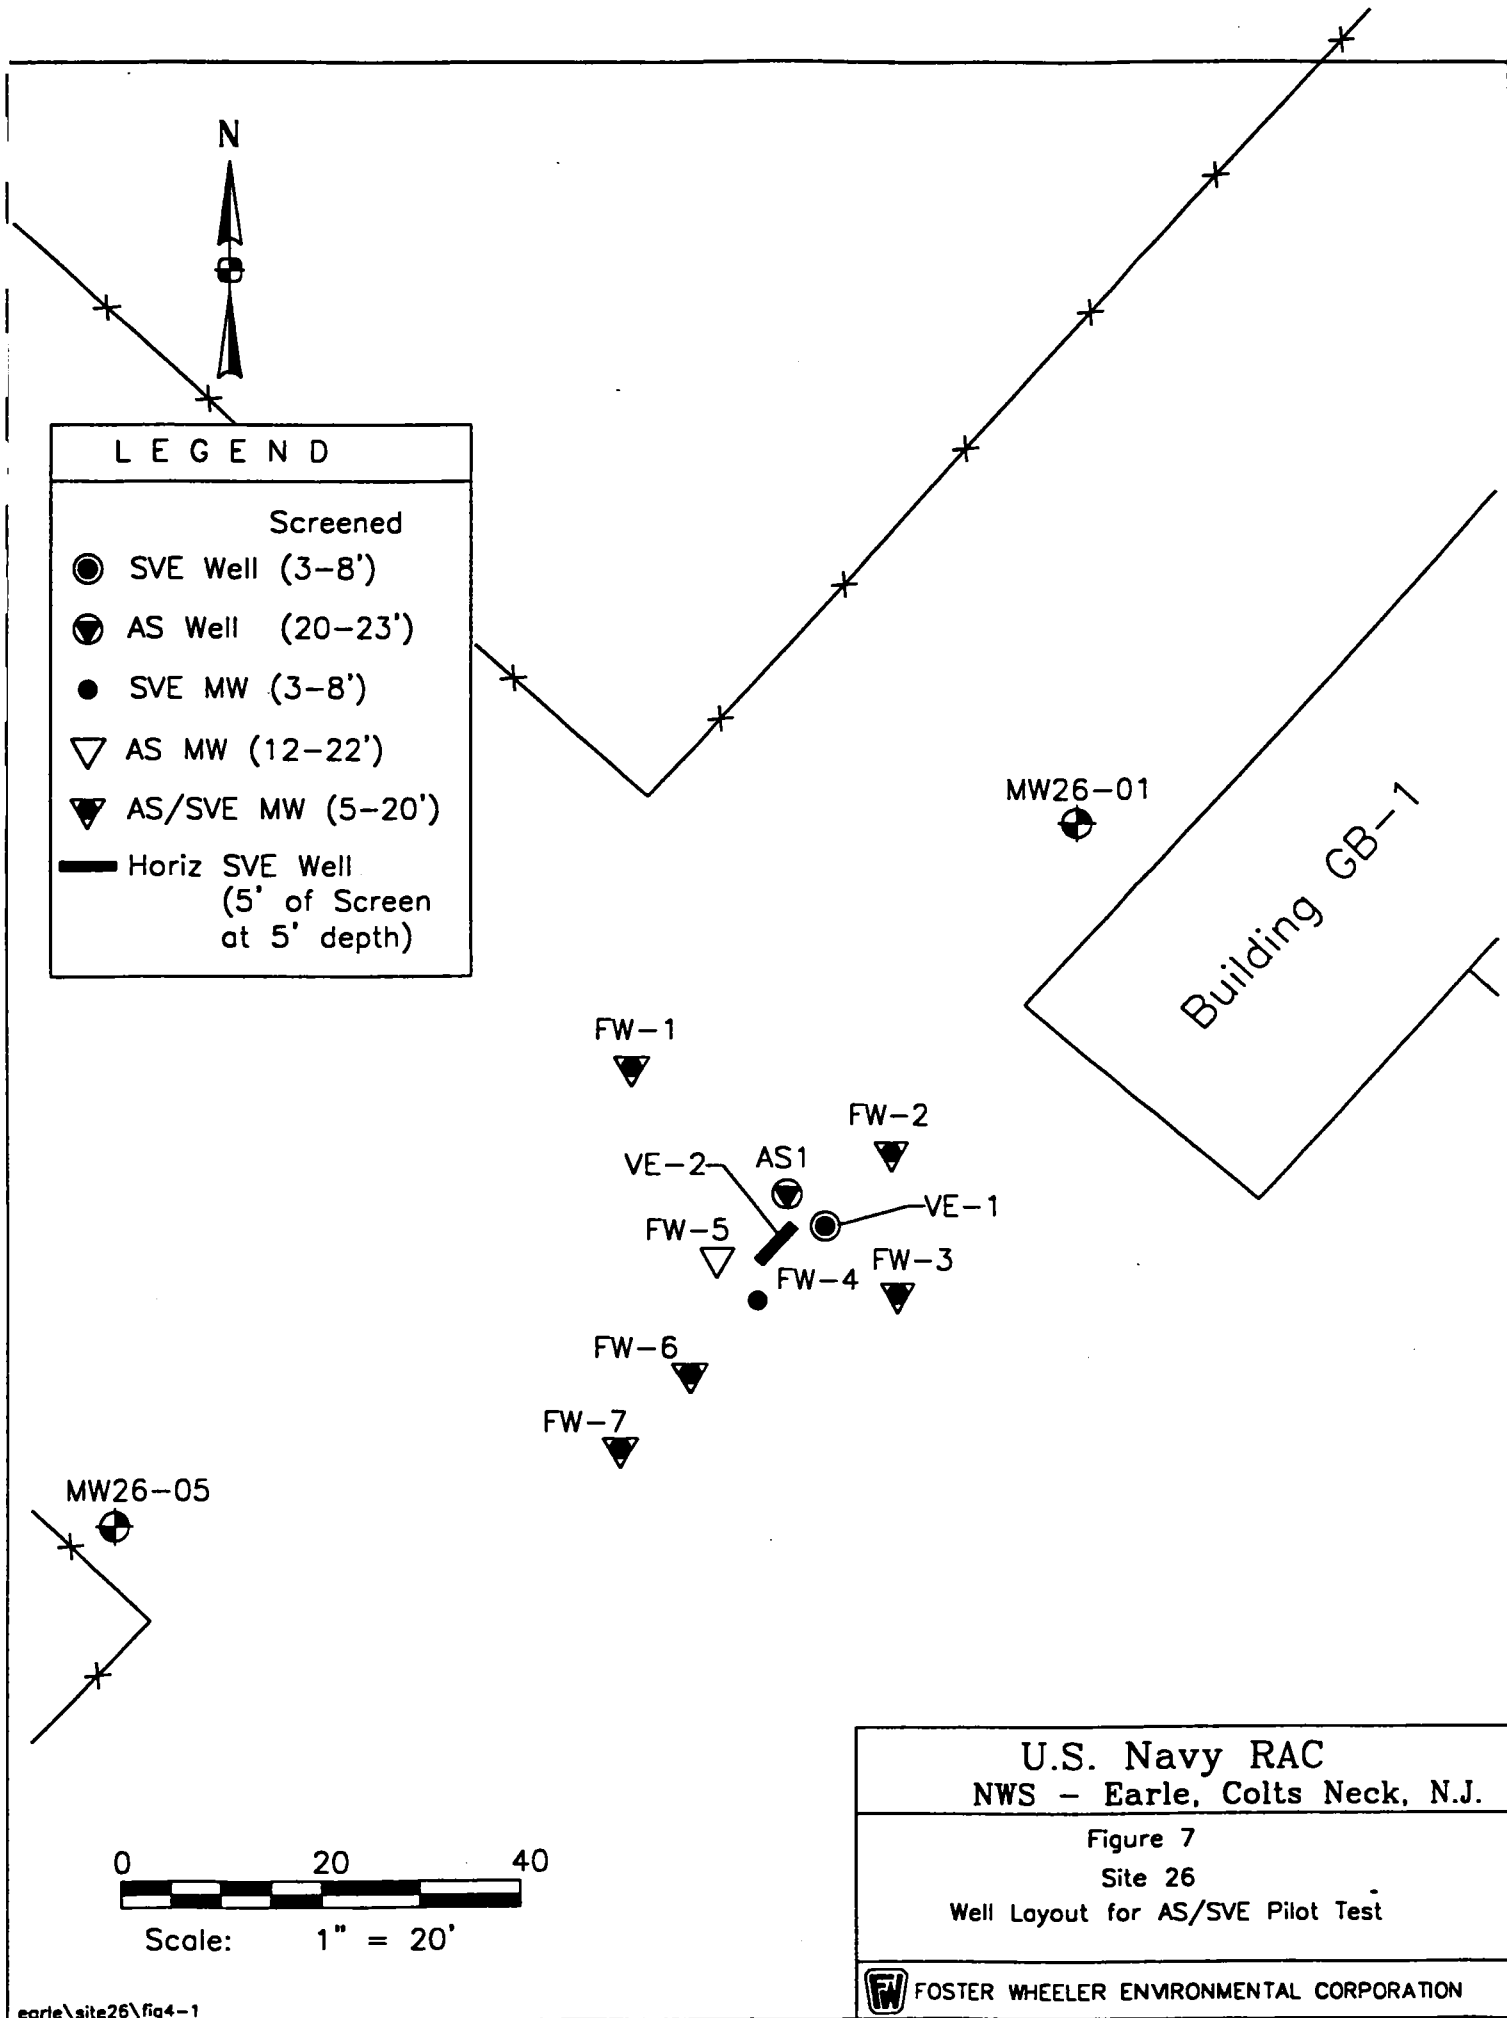 N
L E G E N D
Screened
SVE Well (3-8')
AS Well (20-23')
SVE MW (3-8')
AS MW (12-22')
AS/SVE MW (5-20')
Horiz SVE Well
(5' of Screen
at 5' depth)
MW26-01
Building GB-1
FW-1
FW-2
VE-2
AS1
VE-1
FW-5
FW-3
FW-4
FW-6
FW-7
MW26-05
0 20 40
Scale: 1" = 20'
U.S. Navy RAC
NWS - Earle, Colts Neck, N.J.
Figure 7
Site 26
Well Layout for AS/SVE Pilot Test
FW FOSTER WHEELER ENVIRONMENTAL CORPORATION
earle\site26\fig4-1